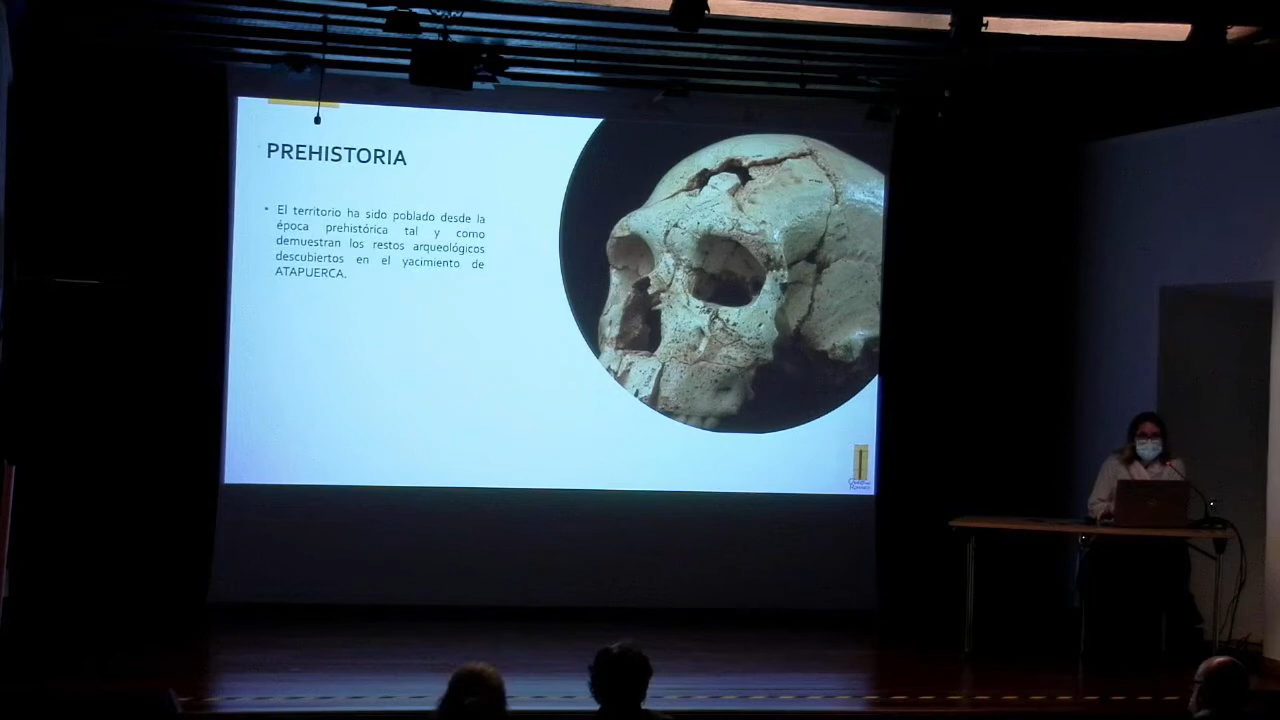 PREHISTORIA
• El territorio ha sido poblado desde la
época prehistórica tal y como
demuestran los restos arqueológicos
descubiertos en el yacimiento de
ATAPUERCA.